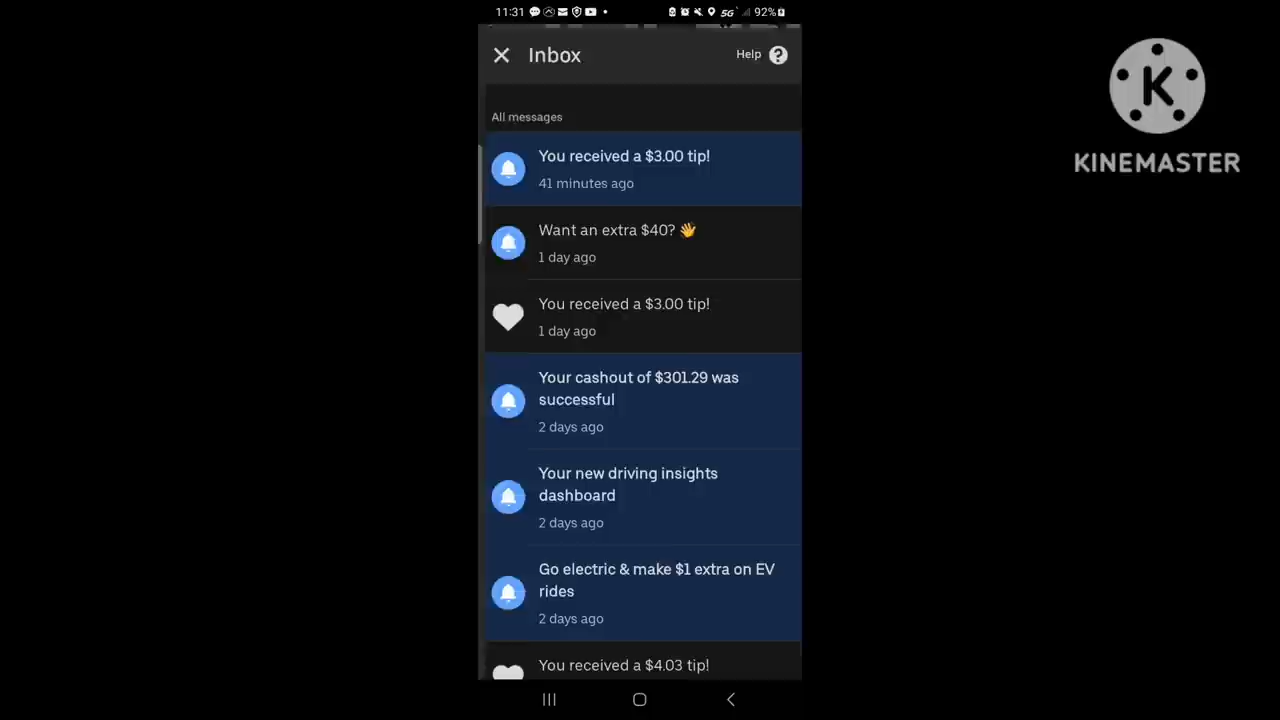 11:31
5G
92%
Inbox
Help ?
All messages
You received a $3.00 tip!
41 minutes ago
Want an extra $40? 👋
1 day ago
You received a $3.00 tip!
1 day ago
Your cashout of $301.29 was
successful
2 days ago
Your new driving insights
dashboard
2 days ago
Go electric & make $1 extra on EV
rides
2 days ago
You received a $4.03 tip!
K
KINEMASTER